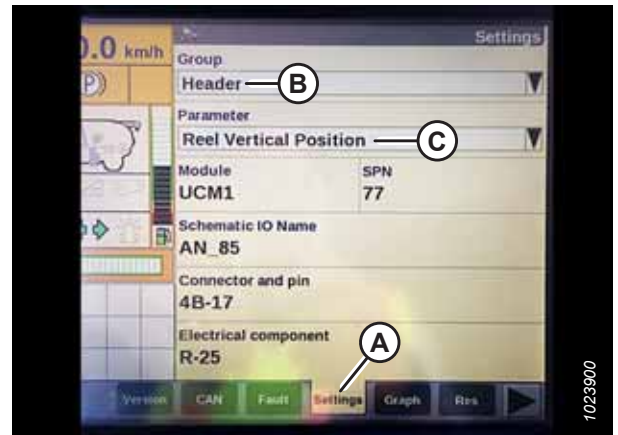 .0 km/h
Settings
(P)
Group
Header
B
Parameter
Reel Vertical Position
C
Module SPN
UCM1 77
Schematic IO Name
AN_85
Connector and pin
4B-17
Electrical component
R-25
A
Version CAN Fault Settings Graph Res
1023900